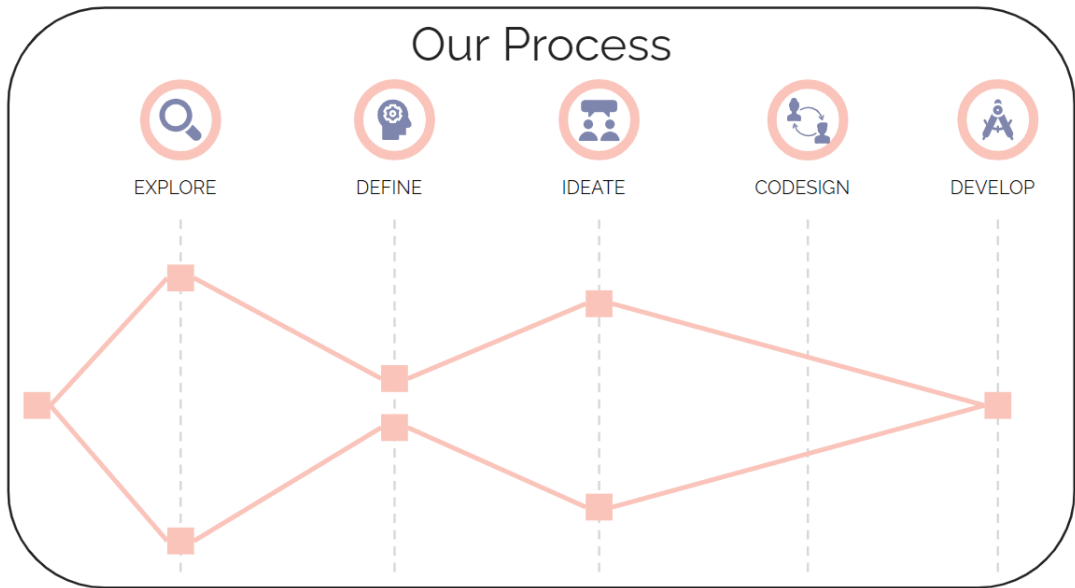 Our Process
EXPLORE
DEFINE
IDEATE
CODESIGN
DEVELOP